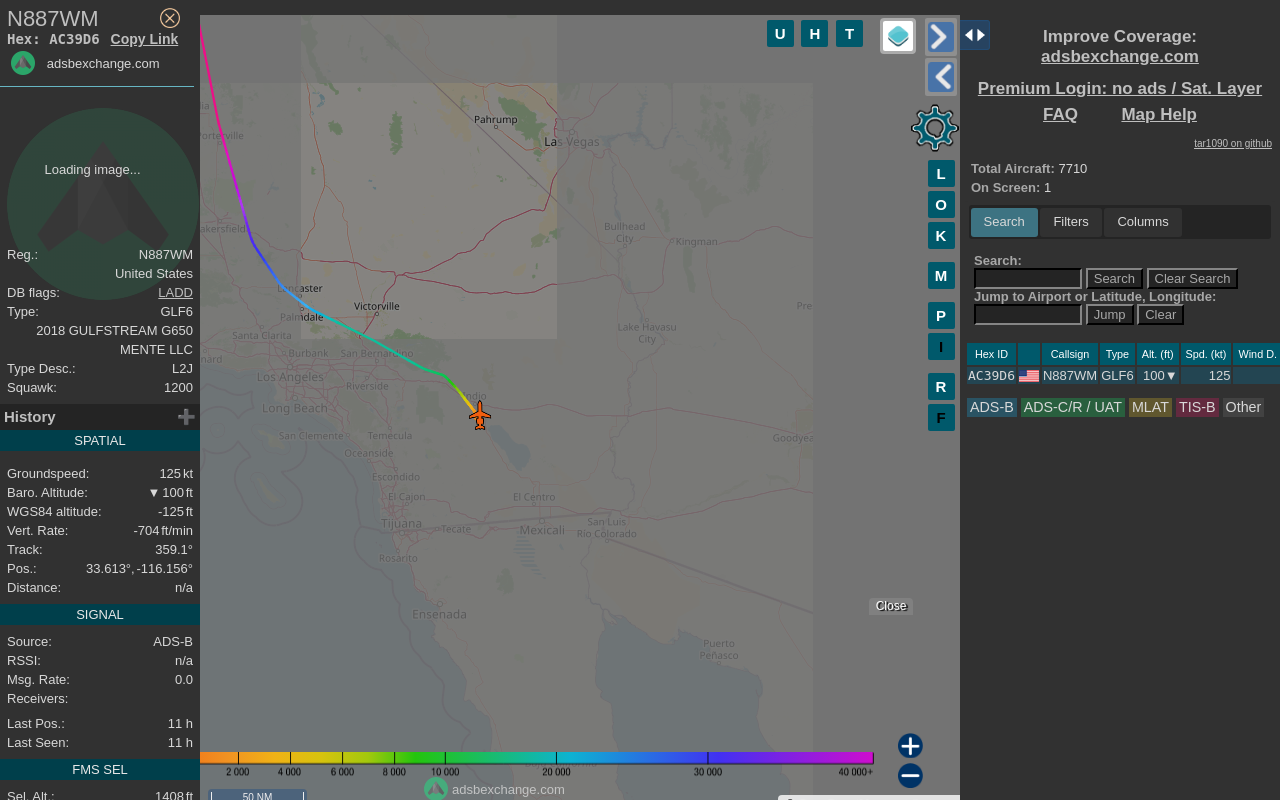 N887WM
Hex: AC39D6 Copy Link
adsbexchange.com
Loading image...
Reg.: N887WM
United States
DB flags: LADD
Type: GLF6
2018 GULFSTREAM G650
MENTE LLC
Type Desc.: L2J
Squawk: 1200
History
SPATIAL
Groundspeed: 125 kt
Baro. Altitude: ▼ 100 ft
WGS84 altitude: -125 ft
Vert. Rate: -704 ft/min
Track: 359.1°
Pos.: 33.613°, -116.156°
Distance: n/a
SIGNAL
Source: ADS-B
RSSI: n/a
Msg. Rate: 0.0
Receivers:
Last Pos.: 11 h
Last Seen: 11 h
FMS SEL
Sel. Alt.: 1408 ft
U H T
Pahrump
Las Vegas
Porterville
Bullhead
City
Kingman
akersfield
Lancaster
Palmdale
Victorville
Lake Havasu
City
Pre
Santa Clarita
Burbank
San Bernardino
nard
Los Angeles
Riverside
Indio
Long Beach
San Clemente
Temecula
Goodyea
Oceanside
Escondido
El Cajon
El Centro
Tijuana
Tecate
Mexicali
San Luis
Río Colorado
Rosarito
Ensenada
Puerto
Peñasco
L
O
K
M
P
I
R
F
Close
2 000 4 000 6 000 8 000 10 000 20 000 30 000 40 000+
adsbexchange.com
50 NM
Improve Coverage:
adsbexchange.com
Premium Login: no ads / Sat. Layer
FAQ Map Help
tar1090 on github
Total Aircraft: 7710
On Screen: 1
Search Filters Columns
Search:
Search Clear Search
Jump to Airport or Latitude, Longitude:
Jump Clear
Hex ID Callsign Type Alt. (ft) Spd. (kt) Wind D.
AC39D6 N887WM GLF6 100▼ 125
ADS-B ADS-C/R / UAT MLAT TIS-B Other